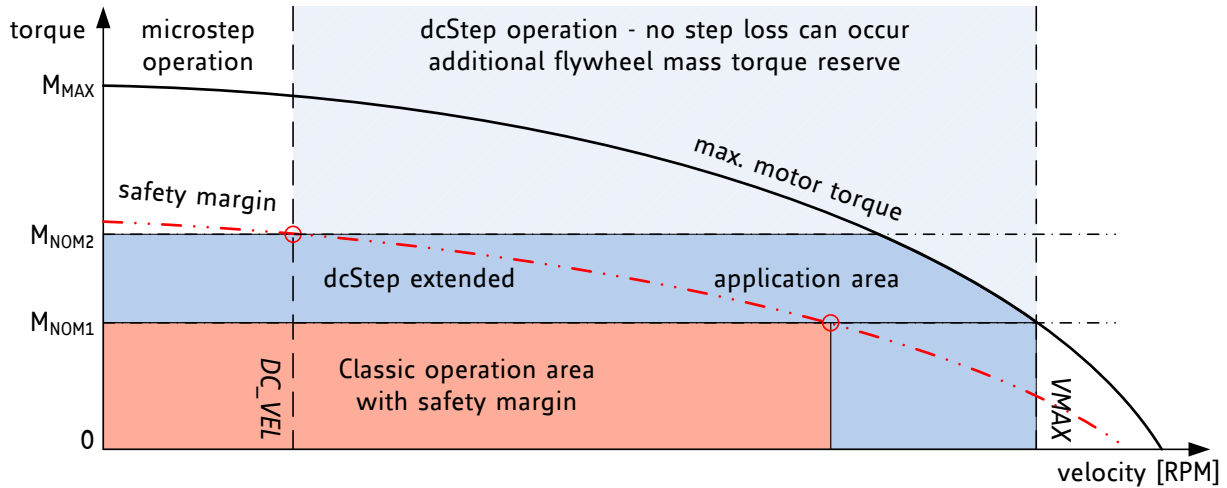 torque
microstep
operation
dcStep operation - no step loss can occur
additional flywheel mass torque reserve
MMAX
max. motor torque
safety margin
MNOM2
dcStep extended
application area
MNOM1
Classic operation area
with safety margin
DC_VEL
VMAX
0
velocity [RPM]